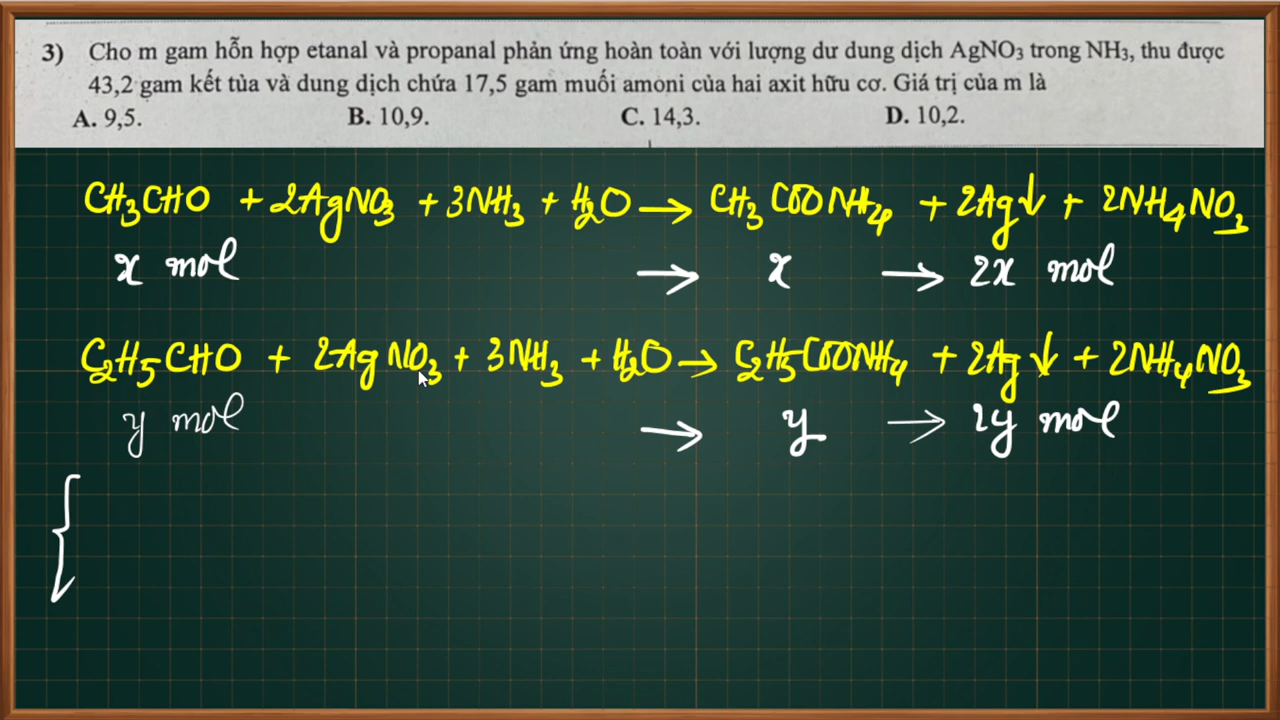 3) Cho m gam hỗn hợp etanal và propanal phản ứng hoàn toàn với lượng dư dung dịch AgNO₃ trong NH₃, thu được
43,2 gam kết tủa và dung dịch chứa 17,5 gam muối amoni của hai axit hữu cơ. Giá trị của m là
A. 9,5. B. 10,9. C. 14,3. D. 10,2.
CH₃CHO + 2AgNO₃ + 3NH₃ + H₂O → CH₃COONH₄ + 2Ag↓ + 2NH₄NO₃
x mol → x → 2x mol
C₂H₅CHO + 2AgNO₃ + 3NH₃ + H₂O → C₂H₅COONH₄ + 2Ag↓ + 2NH₄NO₃
y mol → y → 2y mol
{